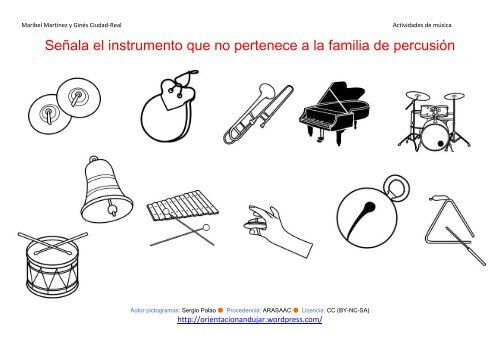 Maribel Martínez y Ginés Ciudad-Real
Actividades de música
Señala el instrumento que no pertenece a la familia de percusión
Autor pictogramas: Sergio Palao ● Procedencia: ARASAAC ● Licencia: CC (BY-NC-SA)
http://orientacionandujar.wordpress.com/